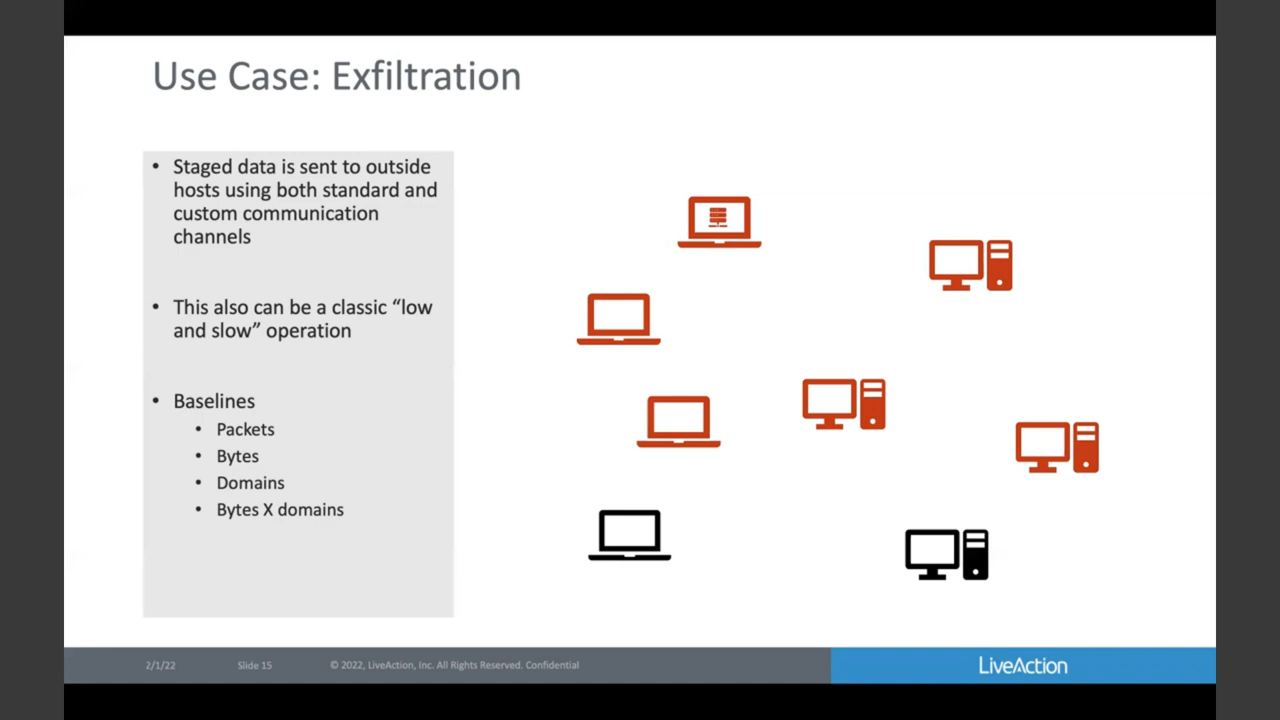 Use Case: Exfiltration
• Staged data is sent to outside
hosts using both standard and
custom communication
channels
• This also can be a classic “low
and slow” operation
• Baselines
• Packets
• Bytes
• Domains
• Bytes X domains
2/1/22
Slide 15
© 2022, LiveAction, Inc. All Rights Reserved. Confidential
LiveAction